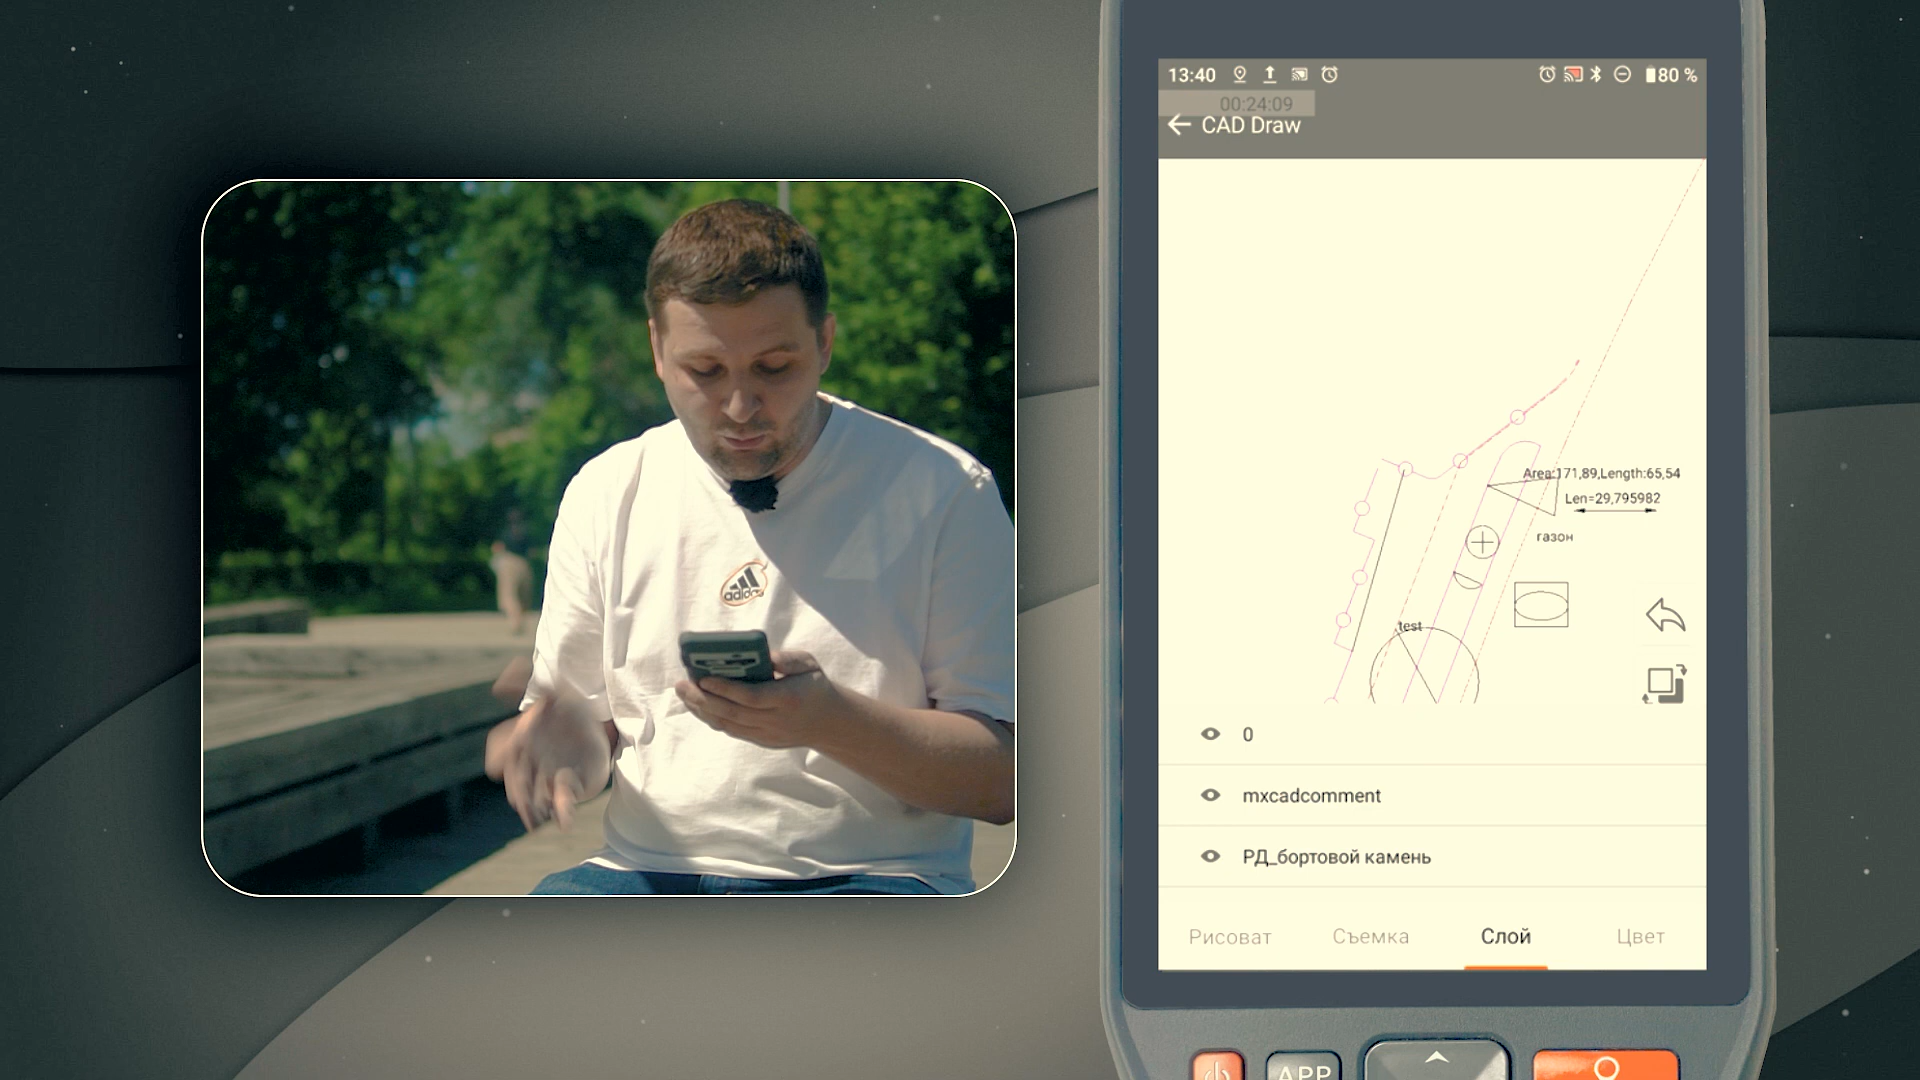 adidas
13:40
80 %
00:24:09
CAD Draw
Area:171,89,Length:65,54
Len=29,795982
газон
test
0
mxcadcomment
РД_бортовой камень
Рисоват
Съемка
Слой
Цвет
APP